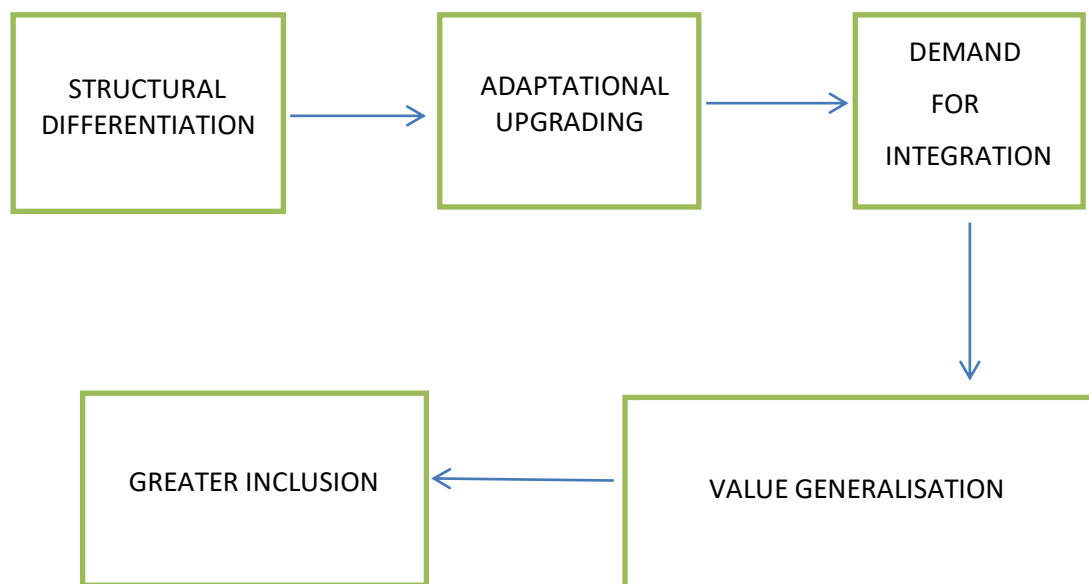 STRUCTURAL
DIFFERENTIATION
ADAPTATIONAL
UPGRADING
DEMAND
FOR
INTEGRATION
GREATER INCLUSION
VALUE GENERALISATION